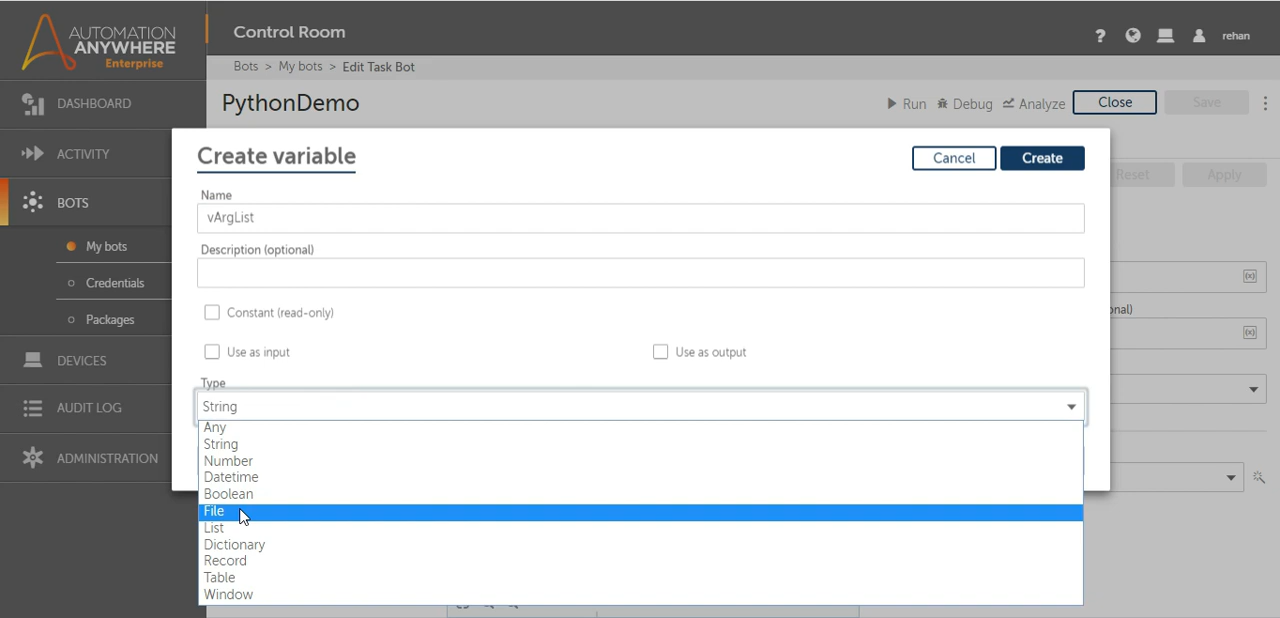 AUTOMATION
ANYWHERE
Enterprise
Control Room
? rehan
Bots > My bots > Edit Task Bot
DASHBOARD
PythonDemo
Run Debug Analyze Close Save
ACTIVITY
Create variable
Cancel Create
Reset Apply
BOTS
Name
vArgList
My bots
Description (optional)
Credentials
Constant (read-only)
onal)
Packages
Use as input Use as output
DEVICES
Type
String
AUDIT LOG
Any
String
Number
ADMINISTRATION
Datetime
Boolean
File
List
Dictionary
Record
Table
Window